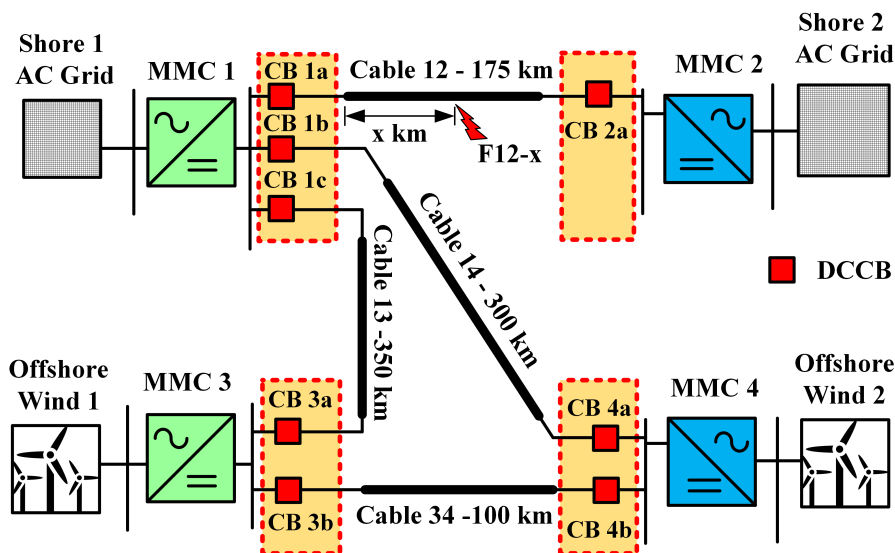 Shore 1
AC Grid
MMC 1
CB 1a
CB 1b
CB 1c
Cable 12 - 175 km
x km
F12-x
CB 2a
MMC 2
Shore 2
AC Grid
Cable 13 -350 km
Cable 14 - 300 km
DCCB
Offshore
Wind 1
MMC 3
CB 3a
CB 3b
Cable 34 -100 km
CB 4a
CB 4b
MMC 4
Offshore
Wind 2